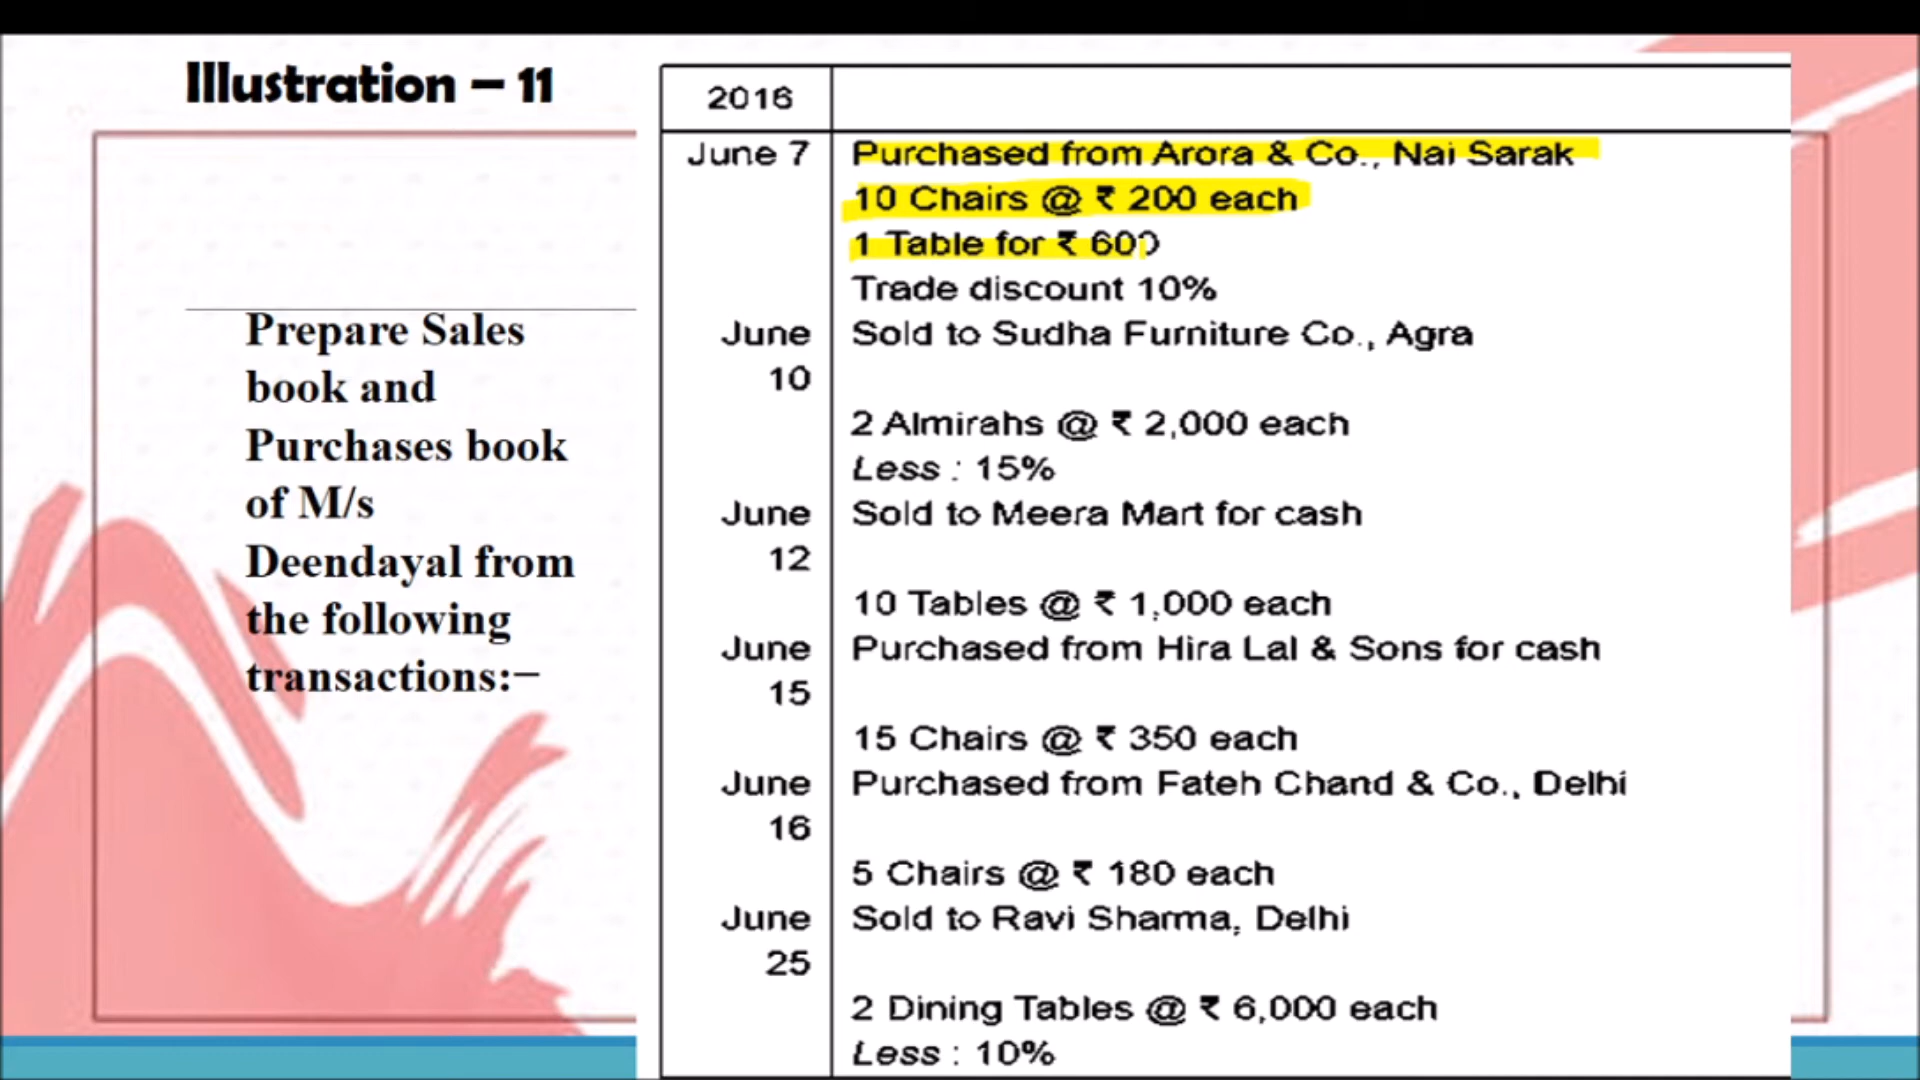 Illustration – 11
Prepare Sales
book and
Purchases book
of M/s
Deendayal from
the following
transactions:–
2016
June 7 Purchased from Arora & Co., Nai Sarak
10 Chairs @ ₹ 200 each
1 Table for ₹ 600
Trade discount 10%
June Sold to Sudha Furniture Co., Agra
10
2 Almirahs @ ₹ 2,000 each
Less : 15%
June Sold to Meera Mart for cash
12
10 Tables @ ₹ 1,000 each
June Purchased from Hira Lal & Sons for cash
15
15 Chairs @ ₹ 350 each
June Purchased from Fateh Chand & Co., Delhi
16
5 Chairs @ ₹ 180 each
June Sold to Ravi Sharma, Delhi
25
2 Dining Tables @ ₹ 6,000 each
Less : 10%